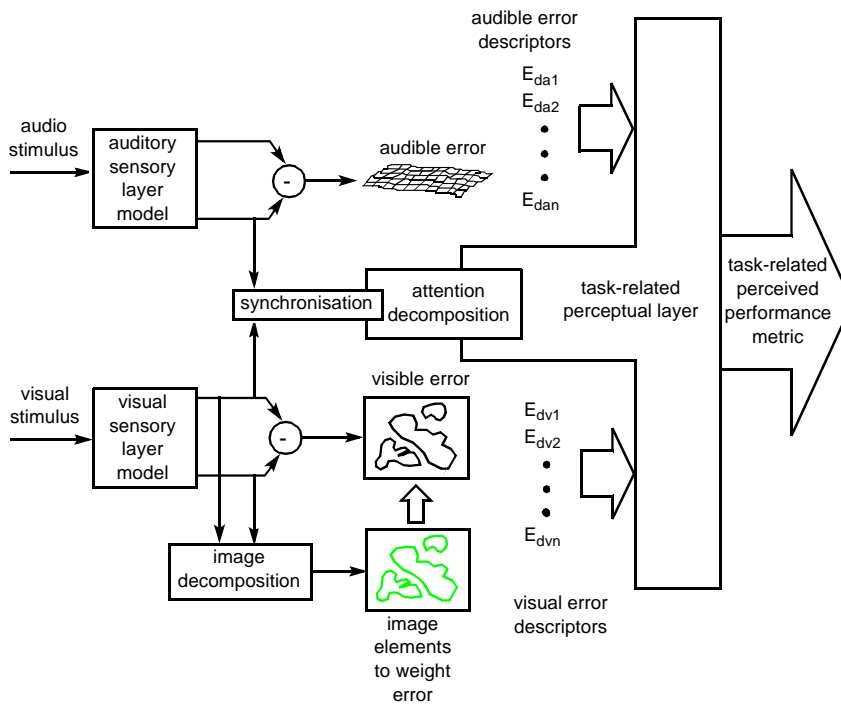 audible error
descriptors
E_da1
E_da2
E_dan
audio
stimulus
auditory
sensory
layer
model
-
audible error
synchronisation
attention
decomposition
task-related
perceptual layer
task-related
perceived
performance
metric
visual
stimulus
visual
sensory
layer
model
-
visible error
E_dv1
E_dv2
E_dvn
image
decomposition
image
elements
to weight
error
visual error
descriptors